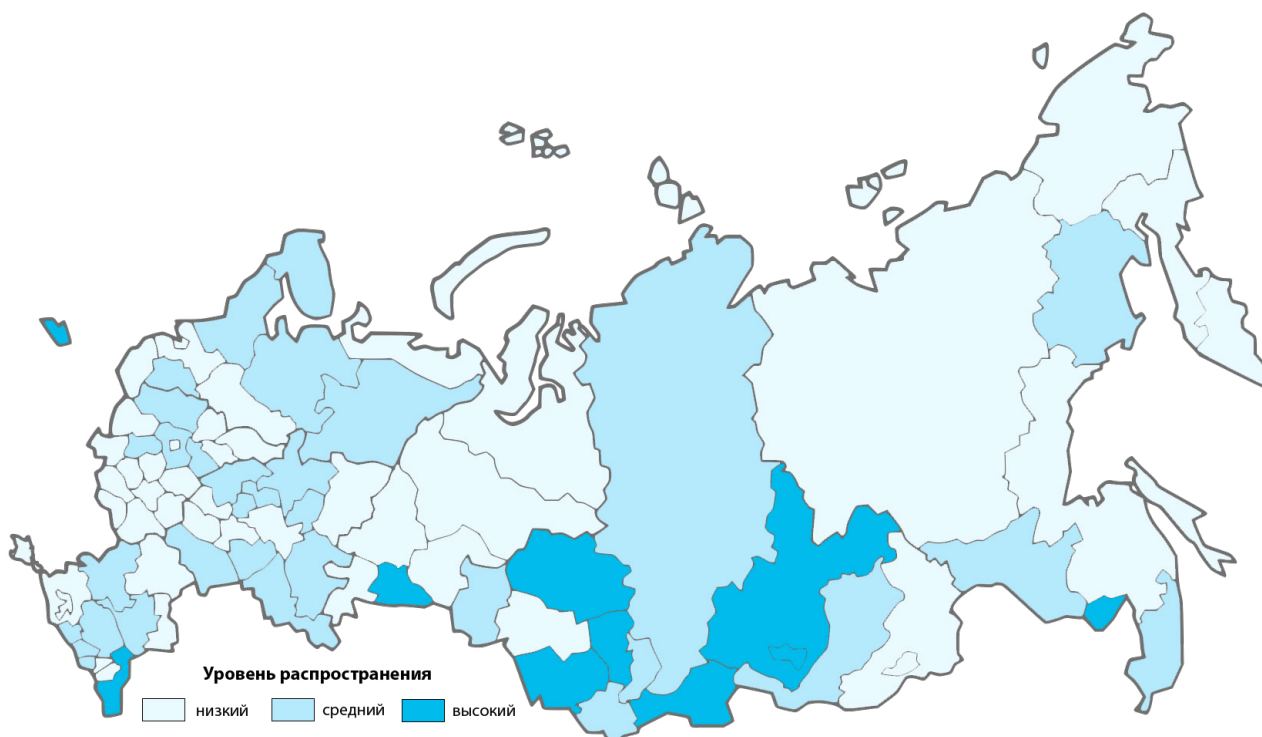 Уровень распространения
низкий средний высокий